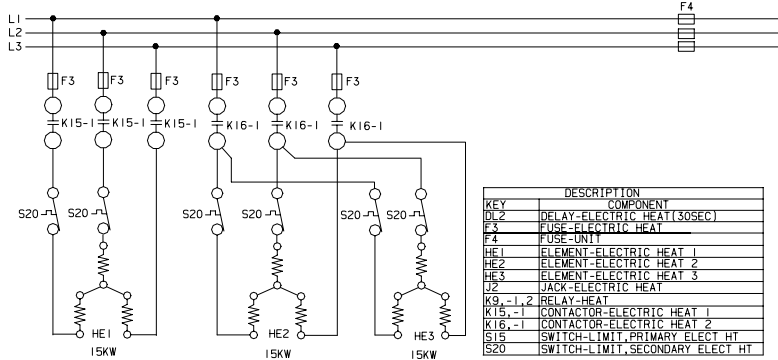 F4
L1
L2
L3
F3 F3 F3 F3 F3 F3
K15-1 K15-1 K15-1 K16-1 K16-1 K16-1
S20 S20 S20 S20 S20 S20
HE1 HE2 HE3
15KW 15KW 15KW
DESCRIPTION
KEY COMPONENT
DL2 DELAY-ELECTRIC HEAT(30SEC)
F3 FUSE-ELECTRIC HEAT
F4 FUSE-UNIT
HE1 ELEMENT-ELECTRIC HEAT 1
HE2 ELEMENT-ELECTRIC HEAT 2
HE3 ELEMENT-ELECTRIC HEAT 3
J2 JACK-ELECTRIC HEAT
K9,-1,2 RELAY-HEAT
K15,-1 CONTACTOR-ELECTRIC HEAT 1
K16,-1 CONTACTOR-ELECTRIC HEAT 2
S15 SWITCH-LIMIT,PRIMARY ELECT HT
S20 SWITCH-LIMIT,SECONDARY ELECT HT